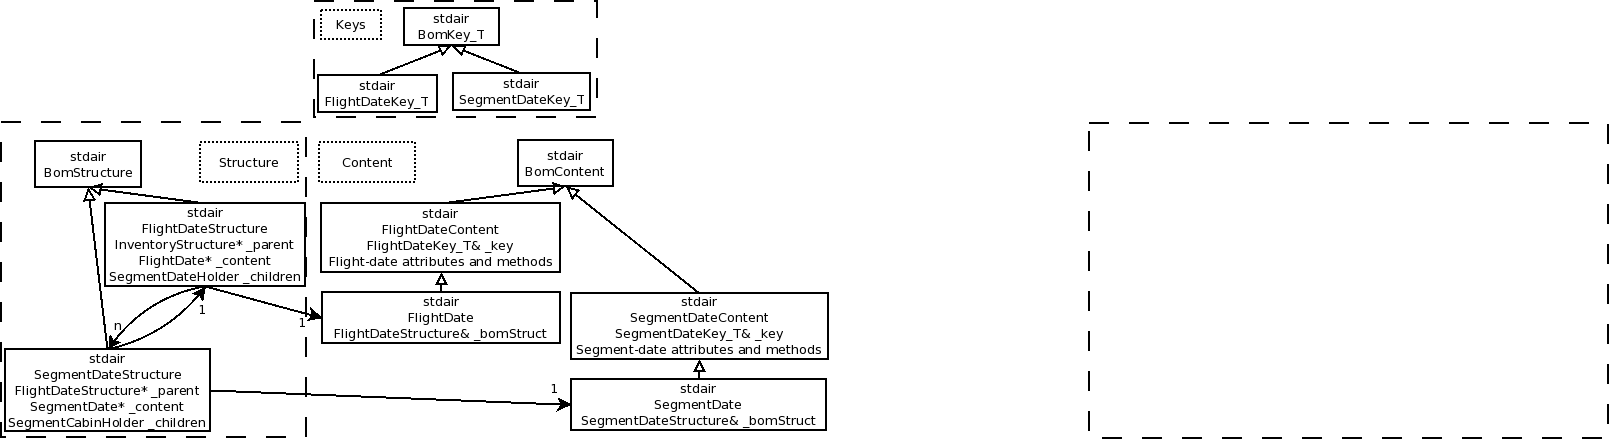 Keys
stdair
BomKey_T
stdair
FlightDateKey_T
stdair
SegmentDateKey_T
stdair
BomStructure
Structure
Content
stdair
BomContent
stdair
FlightDateStructure
InventoryStructure* _parent
FlightDate* _content
SegmentDateHolder _children
stdair
FlightDateContent
FlightDateKey_T& _key
Flight-date attributes and methods
n
1
1
stdair
FlightDate
FlightDateStructure& _bomStruct
stdair
SegmentDateContent
SegmentDateKey_T& _key
Segment-date attributes and methods
stdair
SegmentDateStructure
FlightDateStructure* _parent
SegmentDate* _content
SegmentCabinHolder _children
1
stdair
SegmentDate
SegmentDateStructure& _bomStruct